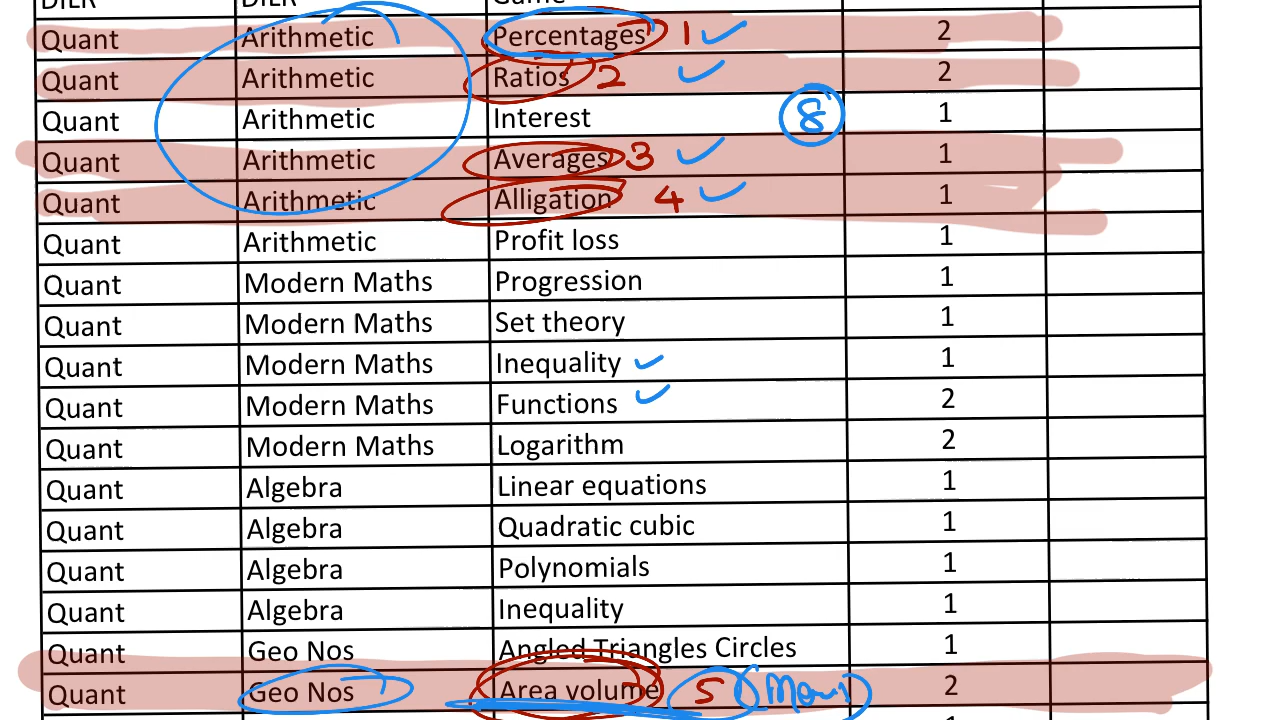 DILR DILR Game
Quant Arithmetic Percentages 1 ✓ 2
Quant Arithmetic Ratios 2 ✓ 2
Quant Arithmetic Interest 8 1
Quant Arithmetic Averages 3 ✓ 1
Quant Arithmetic Alligation 4 ✓ 1
Quant Arithmetic Profit loss 1
Quant Modern Maths Progression 1
Quant Modern Maths Set theory 1
Quant Modern Maths Inequality ✓ 1
Quant Modern Maths Functions ✓ 2
Quant Modern Maths Logarithm 2
Quant Algebra Linear equations 1
Quant Algebra Quadratic cubic 1
Quant Algebra Polynomials 1
Quant Algebra Inequality 1
Quant Geo Nos Angled Triangles Circles 1
Quant Geo Nos Area volume 5 2